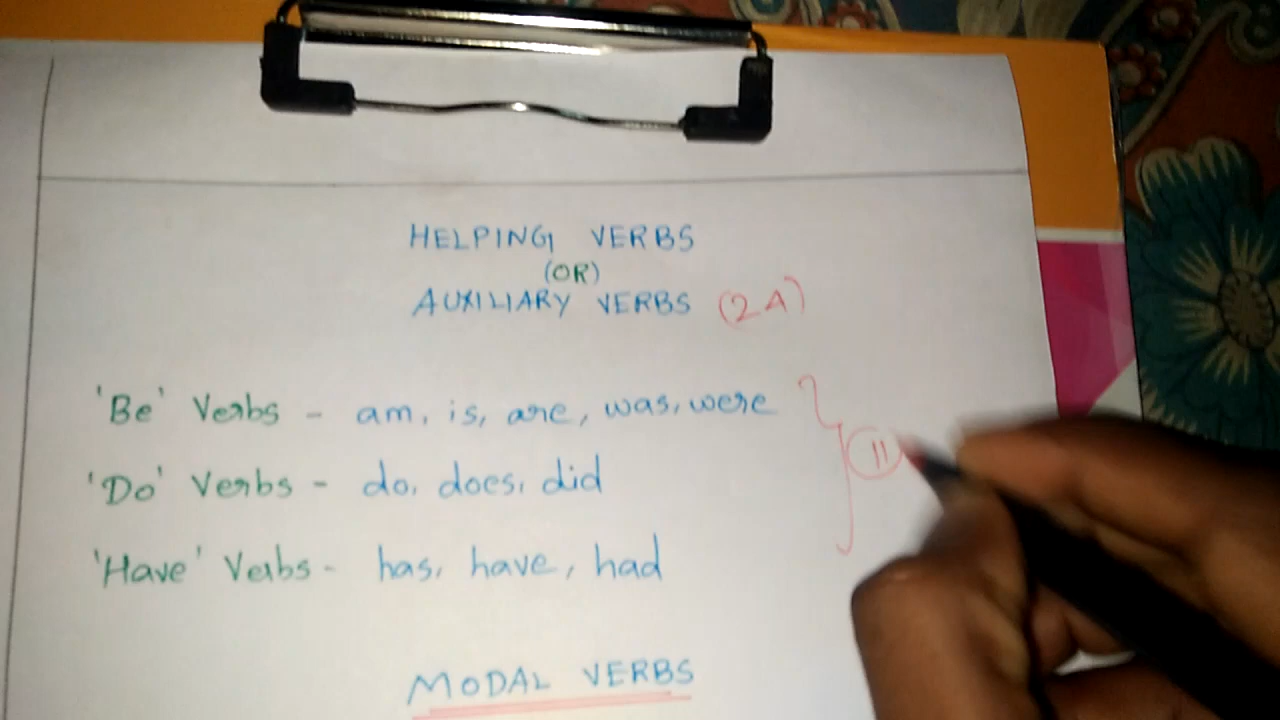 HELPING VERBS
(OR)
AUXILIARY VERBS (24)
'Be' Verbs - am, is, are, was, were
'Do' Verbs - do, does, did
'Have' Verbs - has, have, had
11
MODAL VERBS